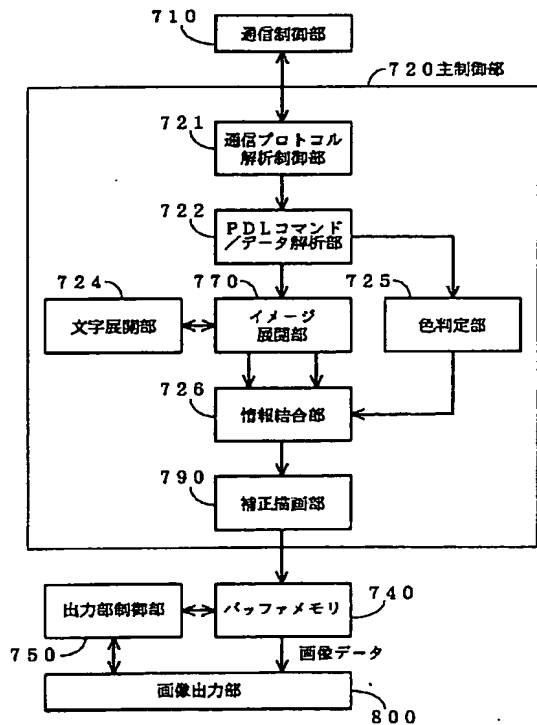 710
通信制御部
720主制御部
721
通信プロトコル
解析制御部
722
PDLコマンド
／データ解析部
724
770
725
文字展開部
イメージ
展開部
色判定部
726
情報結合部
790
補正描画部
出力部制御部
バッファメモリ
740
750
画像データ
画像出力部
800